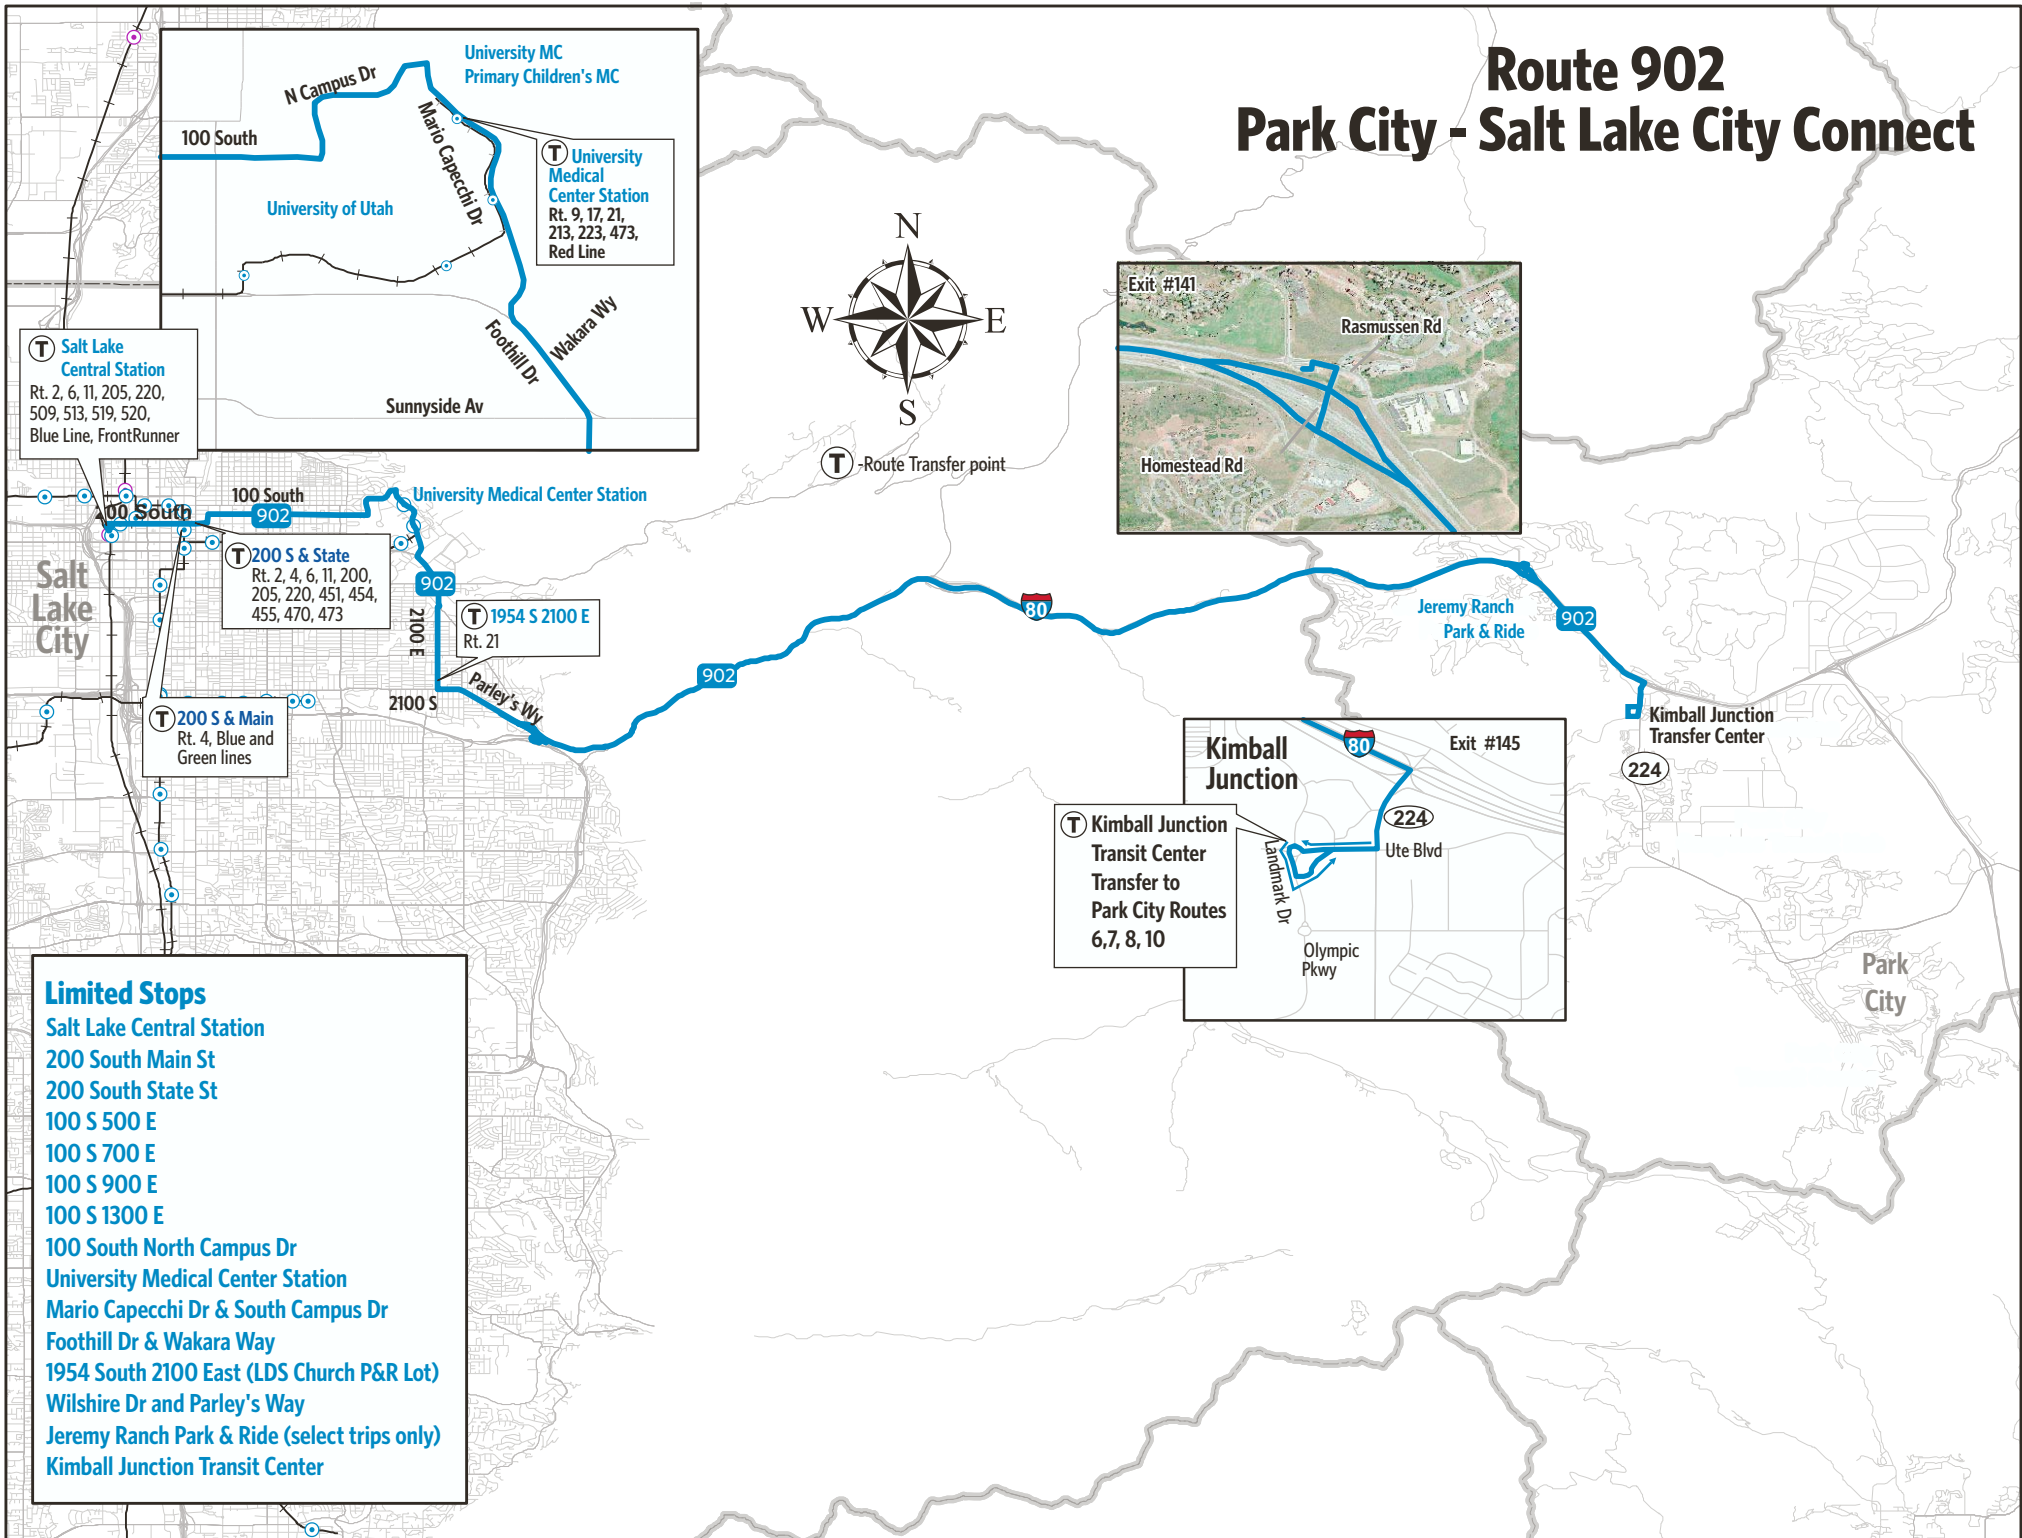 Route 902
Park City - Salt Lake City Connect
University MC
Primary Children's MC
N Campus Dr
100 South
Mario Capecchi Dr
T University
Medical
Center Station
Rt. 9, 17, 21,
213, 223, 473,
Red Line
University of Utah
Foothill Dr
Wakara Wy
Sunnyside Av
T Salt Lake
Central Station
Rt. 2, 6, 11, 205, 220,
509, 513, 519, 520,
Blue Line, FrontRunner
N
W
E
S
T -Route Transfer point
Exit #141
Rasmussen Rd
Homestead Rd
100 South
902
University Medical Center Station
00 South
T 200 S & State
Rt. 2, 4, 6, 11, 200,
205, 220, 451, 454,
455, 470, 473
Salt
Lake
City
902
2100 E
T 1954 S 2100 E
Rt. 21
2100 S
Parley's Wy
T 200 S & Main
Rt. 4, Blue and
Green lines
902
80
Jeremy Ranch
Park & Ride
902
Kimball Junction
Transfer Center
224
Kimball
Junction
80
Exit #145
224
Ute Blvd
Landmark Dr
Olympic
Pkwy
T Kimball Junction
Transit Center
Transfer to
Park City Routes
6,7, 8, 10
Park
City
Limited Stops
Salt Lake Central Station
200 South Main St
200 South State St
100 S 500 E
100 S 700 E
100 S 900 E
100 S 1300 E
100 South North Campus Dr
University Medical Center Station
Mario Capecchi Dr & South Campus Dr
Foothill Dr & Wakara Way
1954 South 2100 East (LDS Church P&R Lot)
Wilshire Dr and Parley's Way
Jeremy Ranch Park & Ride (select trips only)
Kimball Junction Transit Center